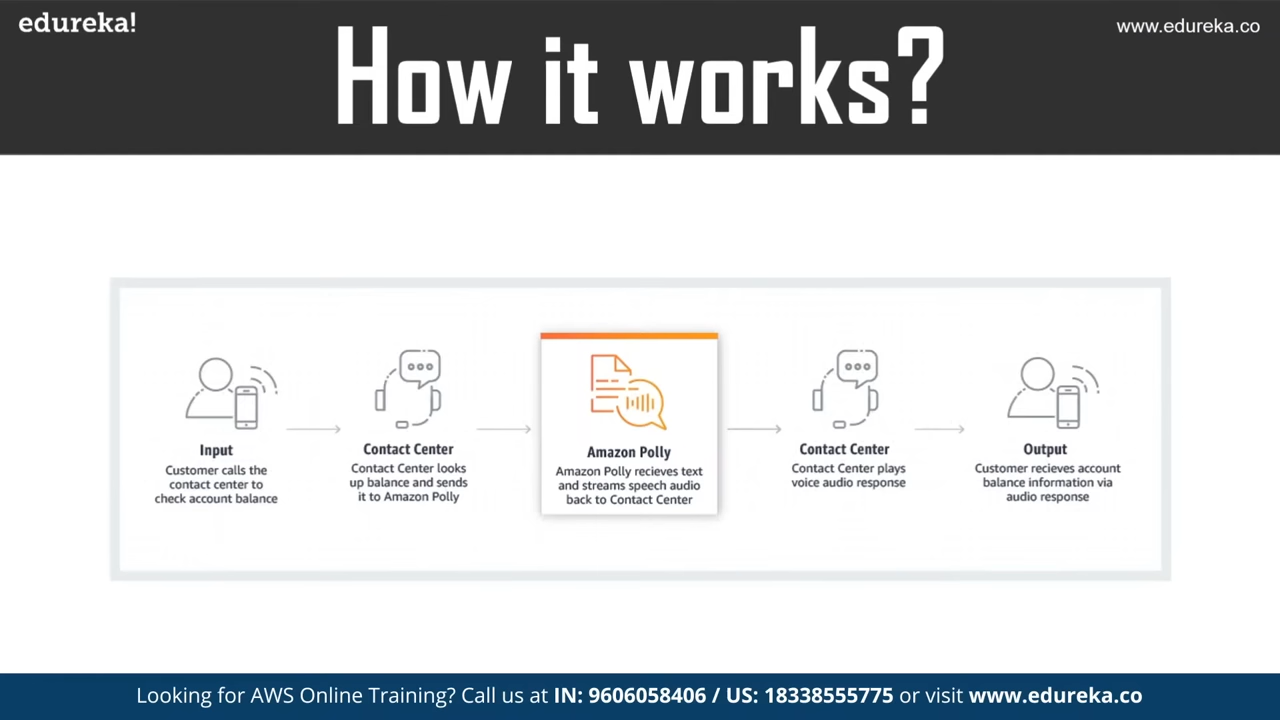 edureka!
www.edureka.co
How it works?
Input
Customer calls the
contact center to
check account balance
Contact Center
Contact Center looks
up balance and sends
it to Amazon Polly
Amazon Polly
Amazon Polly recieves text
and streams speech audio
back to Contact Center
Contact Center
Contact Center plays
voice audio response
Output
Customer recieves account
balance information via
audio response
Looking for AWS Online Training? Call us at IN: 9606058406 / US: 18338555775 or visit www.edureka.co